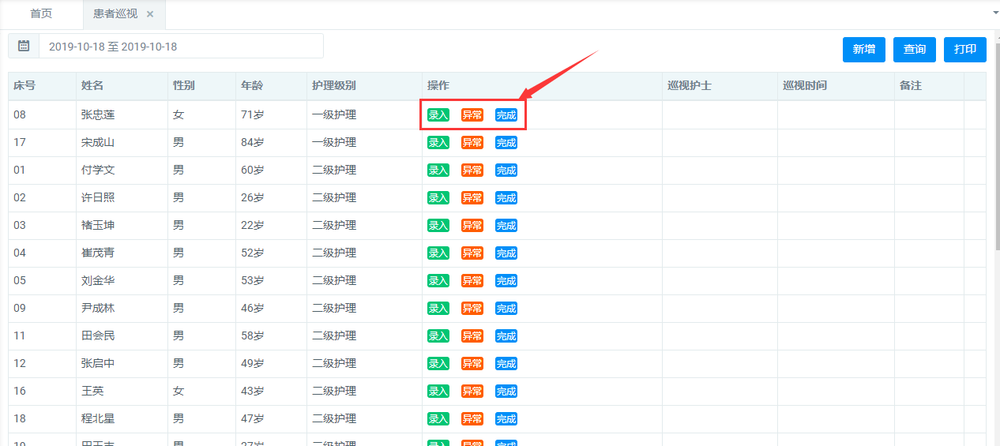 首页 患者巡视 ×
2019-10-18 至 2019-10-18 新增 查询 打印
床号 姓名 性别 年龄 护理级别 操作 巡视护士 巡视时间 备注
08 张忠莲 女 71岁 一级护理 录入 异常 完成
17 宋成山 男 84岁 一级护理 录入 异常 完成
01 付学文 男 60岁 二级护理 录入 异常 完成
02 许日照 男 26岁 二级护理 录入 异常 完成
03 褚玉坤 男 22岁 二级护理 录入 异常 完成
04 崔茂青 男 52岁 二级护理 录入 异常 完成
05 刘金华 男 53岁 二级护理 录入 异常 完成
09 尹成林 男 46岁 二级护理 录入 异常 完成
11 田会民 男 58岁 二级护理 录入 异常 完成
12 张启中 男 49岁 二级护理 录入 异常 完成
16 王英 女 43岁 二级护理 录入 异常 完成
18 程北星 男 47岁 二级护理 录入 异常 完成
男 二级护理 录入 异常 完成